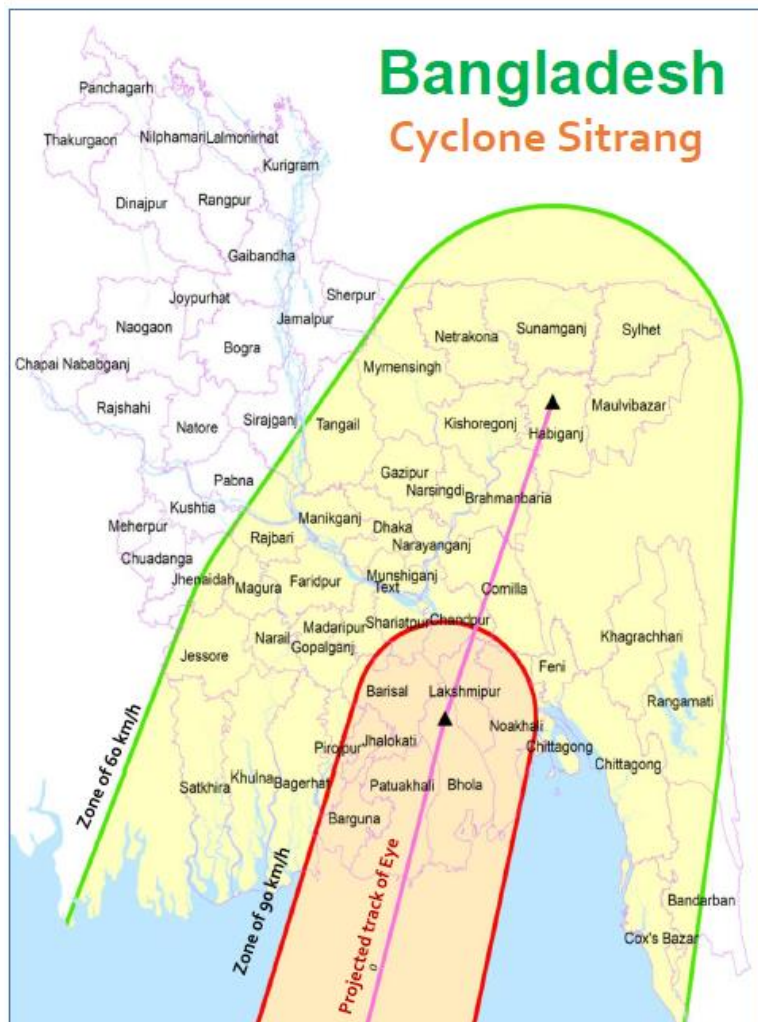 Bangladesh
Cyclone Sitrang
Panchagarh
Thakurgaon
Nilphamari
Lalmonirhat
Kurigram
Dinajpur
Rangpur
Gaibandha
Joypurhat
Sherpur
Naogaon
Jamalpur
Bogra
Netrakona
Sunamganj
Sylhet
Chapai Nababganj
Mymensingh
Rajshahi
Natore
Sirajganj
Tangail
Kishoregonj
Habiganj
Maulvibazar
Pabna
Gazipur
Narsingdi
Brahmanbaria
Kushtia
Meherpur
Manikganj
Dhaka
Rajbari
Narayanganj
Chuadanga
Jhenaidah
Magura
Faridpur
Munshiganj
Text
Comilla
Shariatpur
Chandpur
Madaripur
Narail
Gopalganj
Jessore
Feni
Khagrachhari
Barisal
Lakshmipur
Rangamati
Noakhali
Pirojpur
Jhalokati
Chittagong
Chittagong
Satkhira
Khulna
Bagerhat
Patuakhali
Bhola
Barguna
Bandarban
Cox's Bazar
Zone of 60 km/h
Zone of 90 km/h
Projected track of Eye